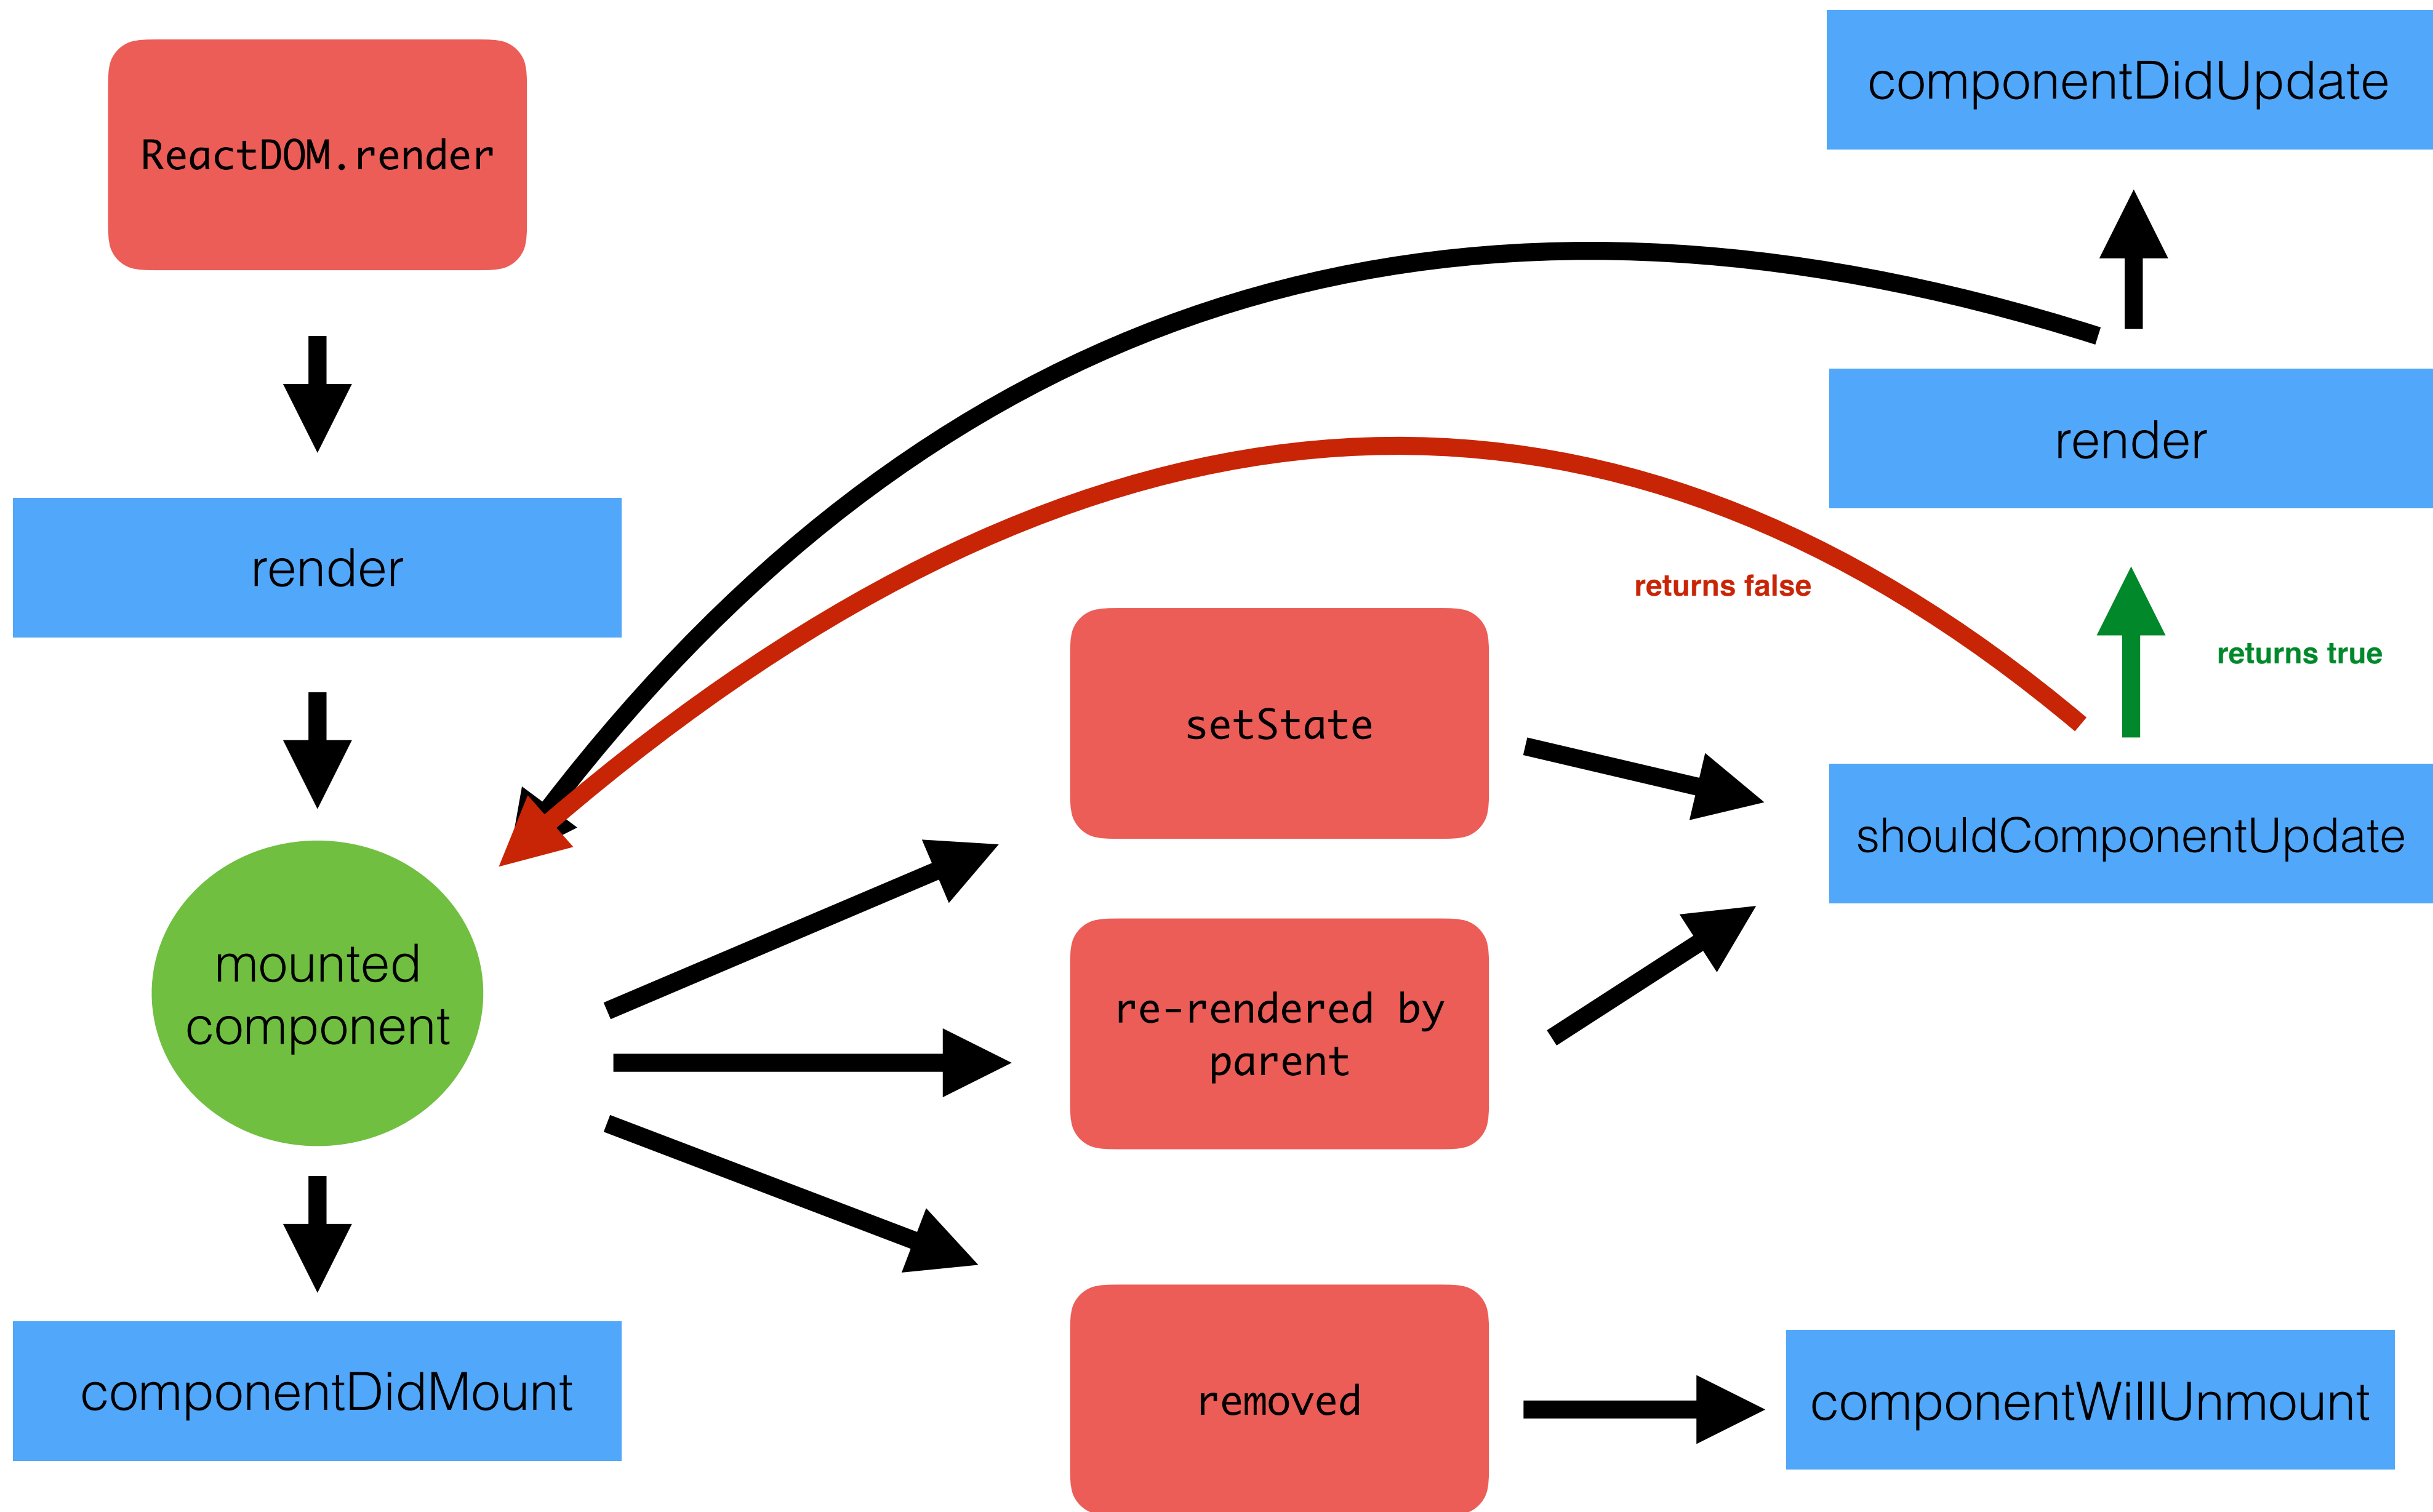 ReactDOM.render
render
mounted
component
componentDidMount
setState
re-rendered by
parent
removed
componentDidUpdate
render
returns false
returns true
shouldComponentUpdate
componentWillUnmount